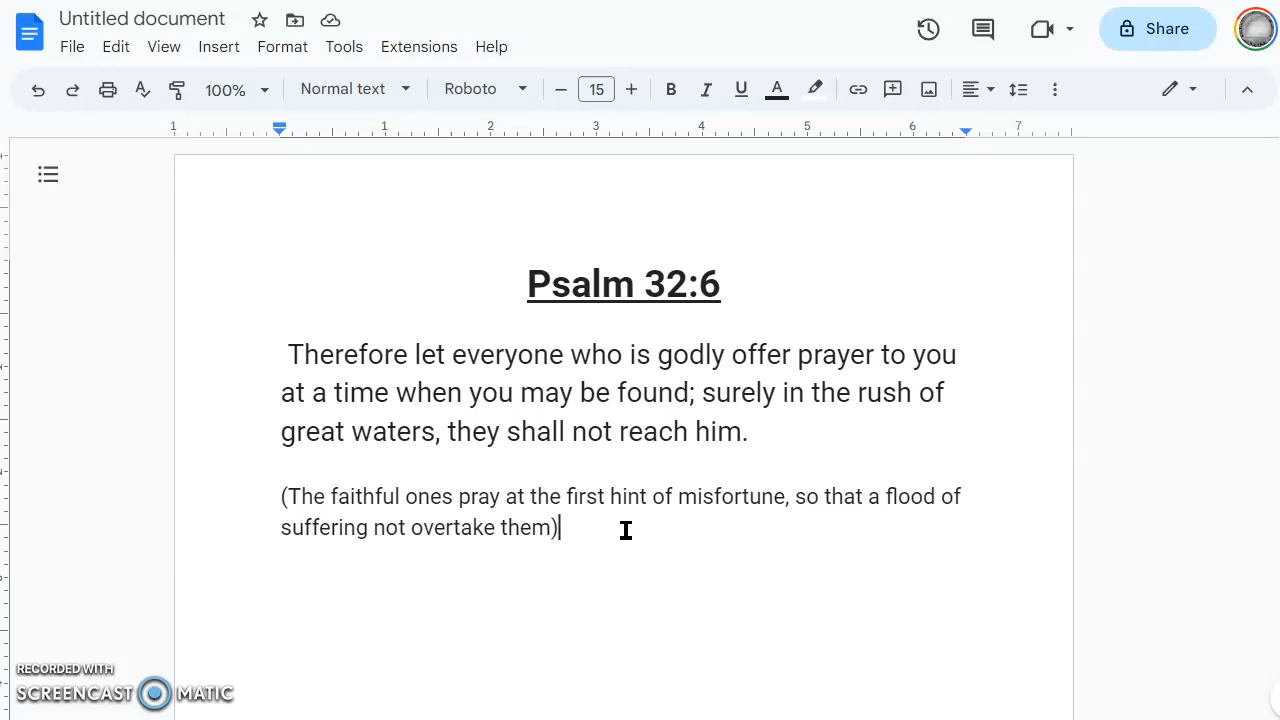 Untitled document
File Edit View Insert Format Tools Extensions Help
Share
100% Normal text Roboto 15 B I U A
1 1 2 3 4 5 6 7
Psalm 32:6
Therefore let everyone who is godly offer prayer to you
at a time when you may be found; surely in the rush of
great waters, they shall not reach him.
(The faithful ones pray at the first hint of misfortune, so that a flood of
suffering not overtake them)
RECORDED WITH
SCREENCAST MATIC